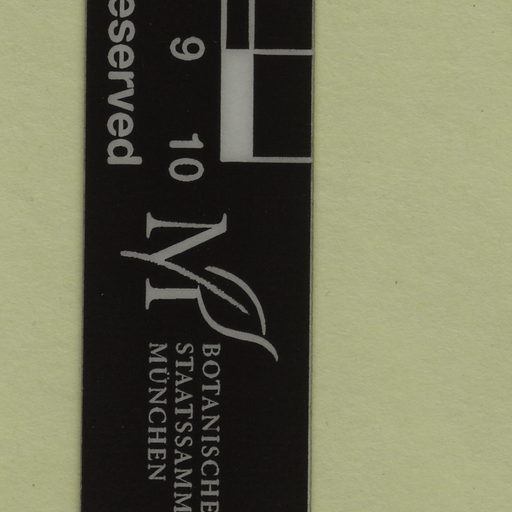 eserved
9 10
BOTANISCHE
STAATSSAMM
MÜNCHEN